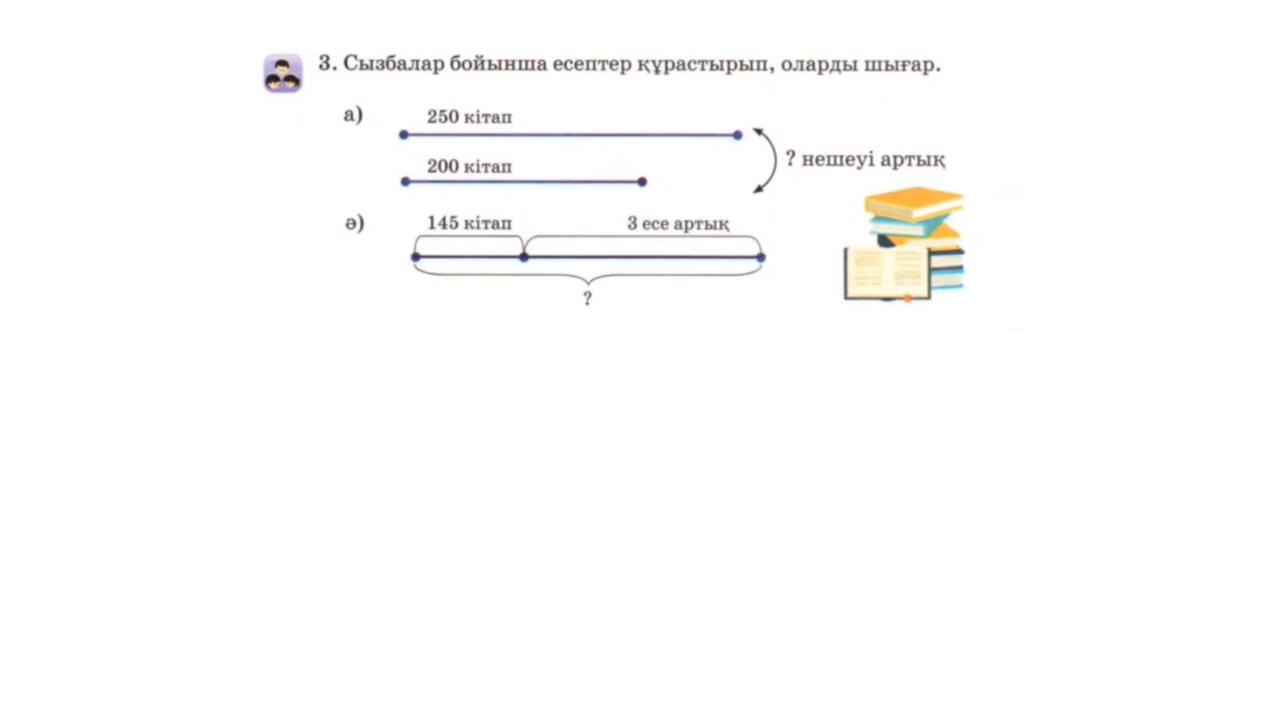 3. Сызбалар бойынша есептер құрастырып, оларды шығар.
а)
250 кітап
200 кітап
? нешеуі артық
ә)
145 кітап 3 есе артық
?